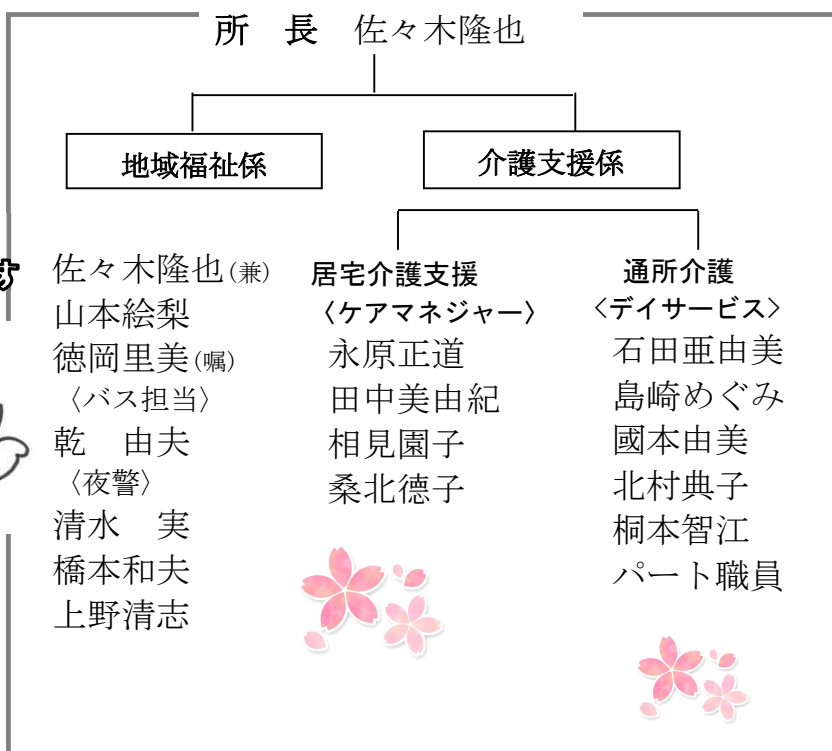 所　長　佐々木隆也
地域福祉係
介護支援係
す
佐々木隆也(兼)
山本絵梨
徳岡里美(嘱)
〈バス担当〉
乾　由夫
〈夜警〉
清水　実
橋本和夫
上野清志
居宅介護支援
〈ケアマネジャー〉
永原正道
田中美由紀
相見園子
桑北德子
通所介護
<デイサービス>
石田亜由美
島崎めぐみ
國本由美
北村典子
桐本智江
パート職員